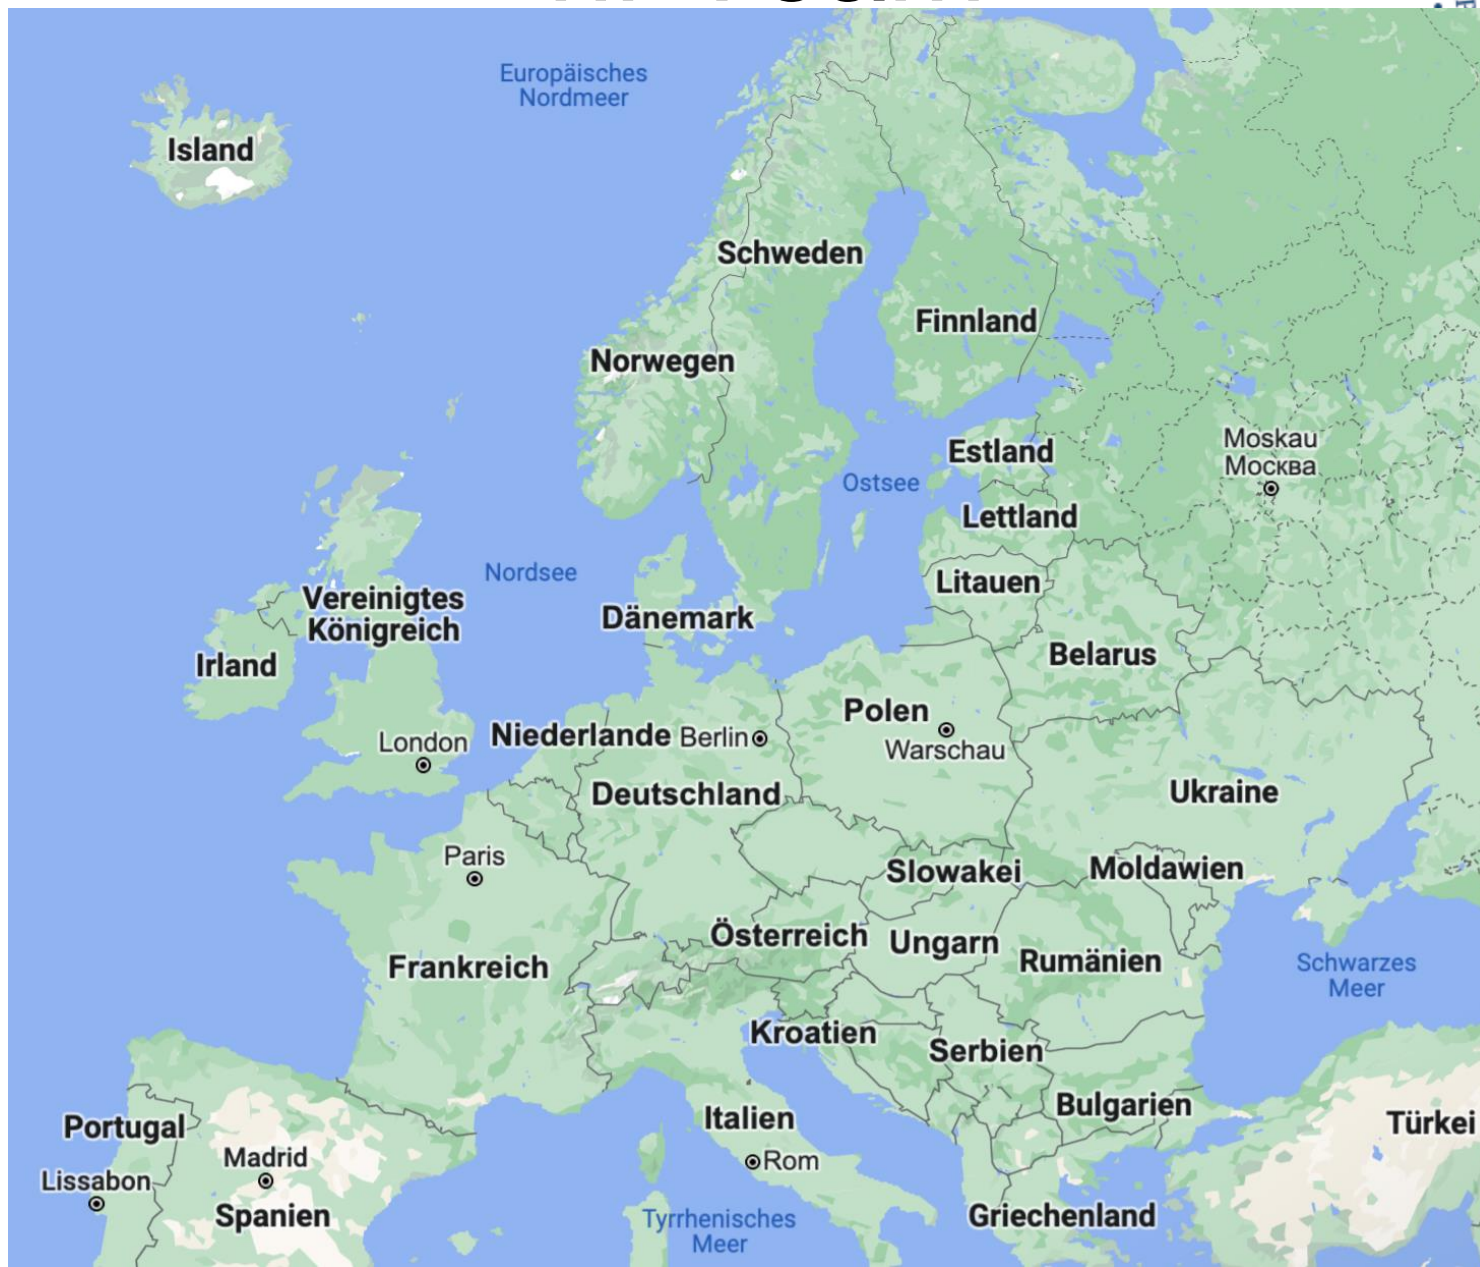 Europäisches
Nordmeer
Island
Schweden
Finnland
Norwegen
Moskau
Москва
Estland
Ostsee
Lettland
Nordsee
Litauen
Vereinigtes
Königreich
Dänemark
Irland
Belarus
Polen
Niederlande
Berlin
London
Warschau
Deutschland
Ukraine
Paris
Slowakei
Moldawien
Österreich
Ungarn
Frankreich
Rumänien
Schwarzes
Meer
Kroatien
Serbien
Bulgarien
Italien
Türkei
Portugal
Madrid
Rom
Lissabon
Spanien
Tyrrhenisches
Meer
Griechenland